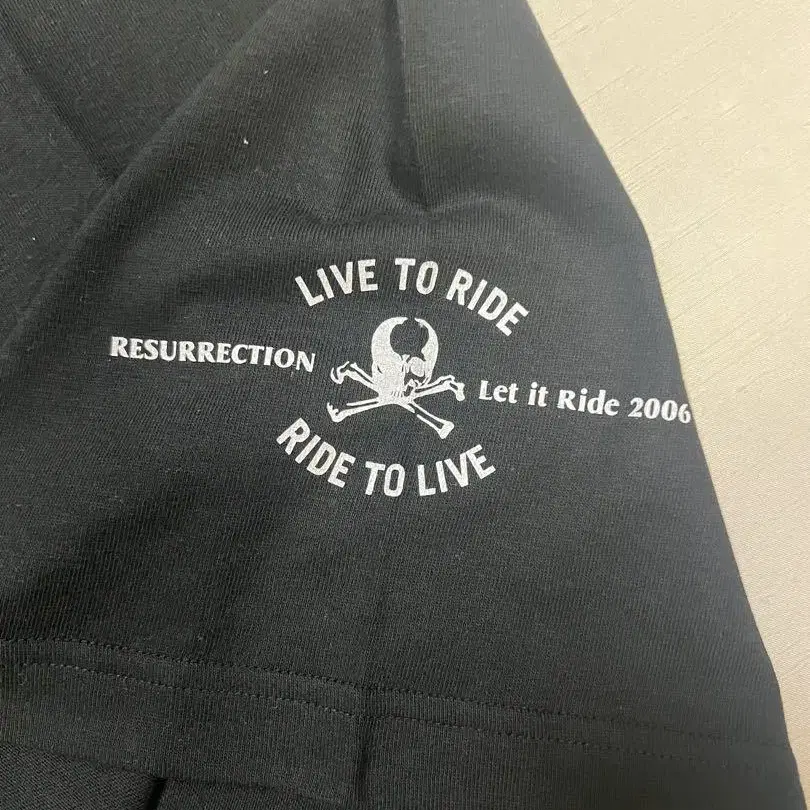 LIVE TO RIDE
RESURRECTION
Let it Ride 2006
RIDE TO LIVE